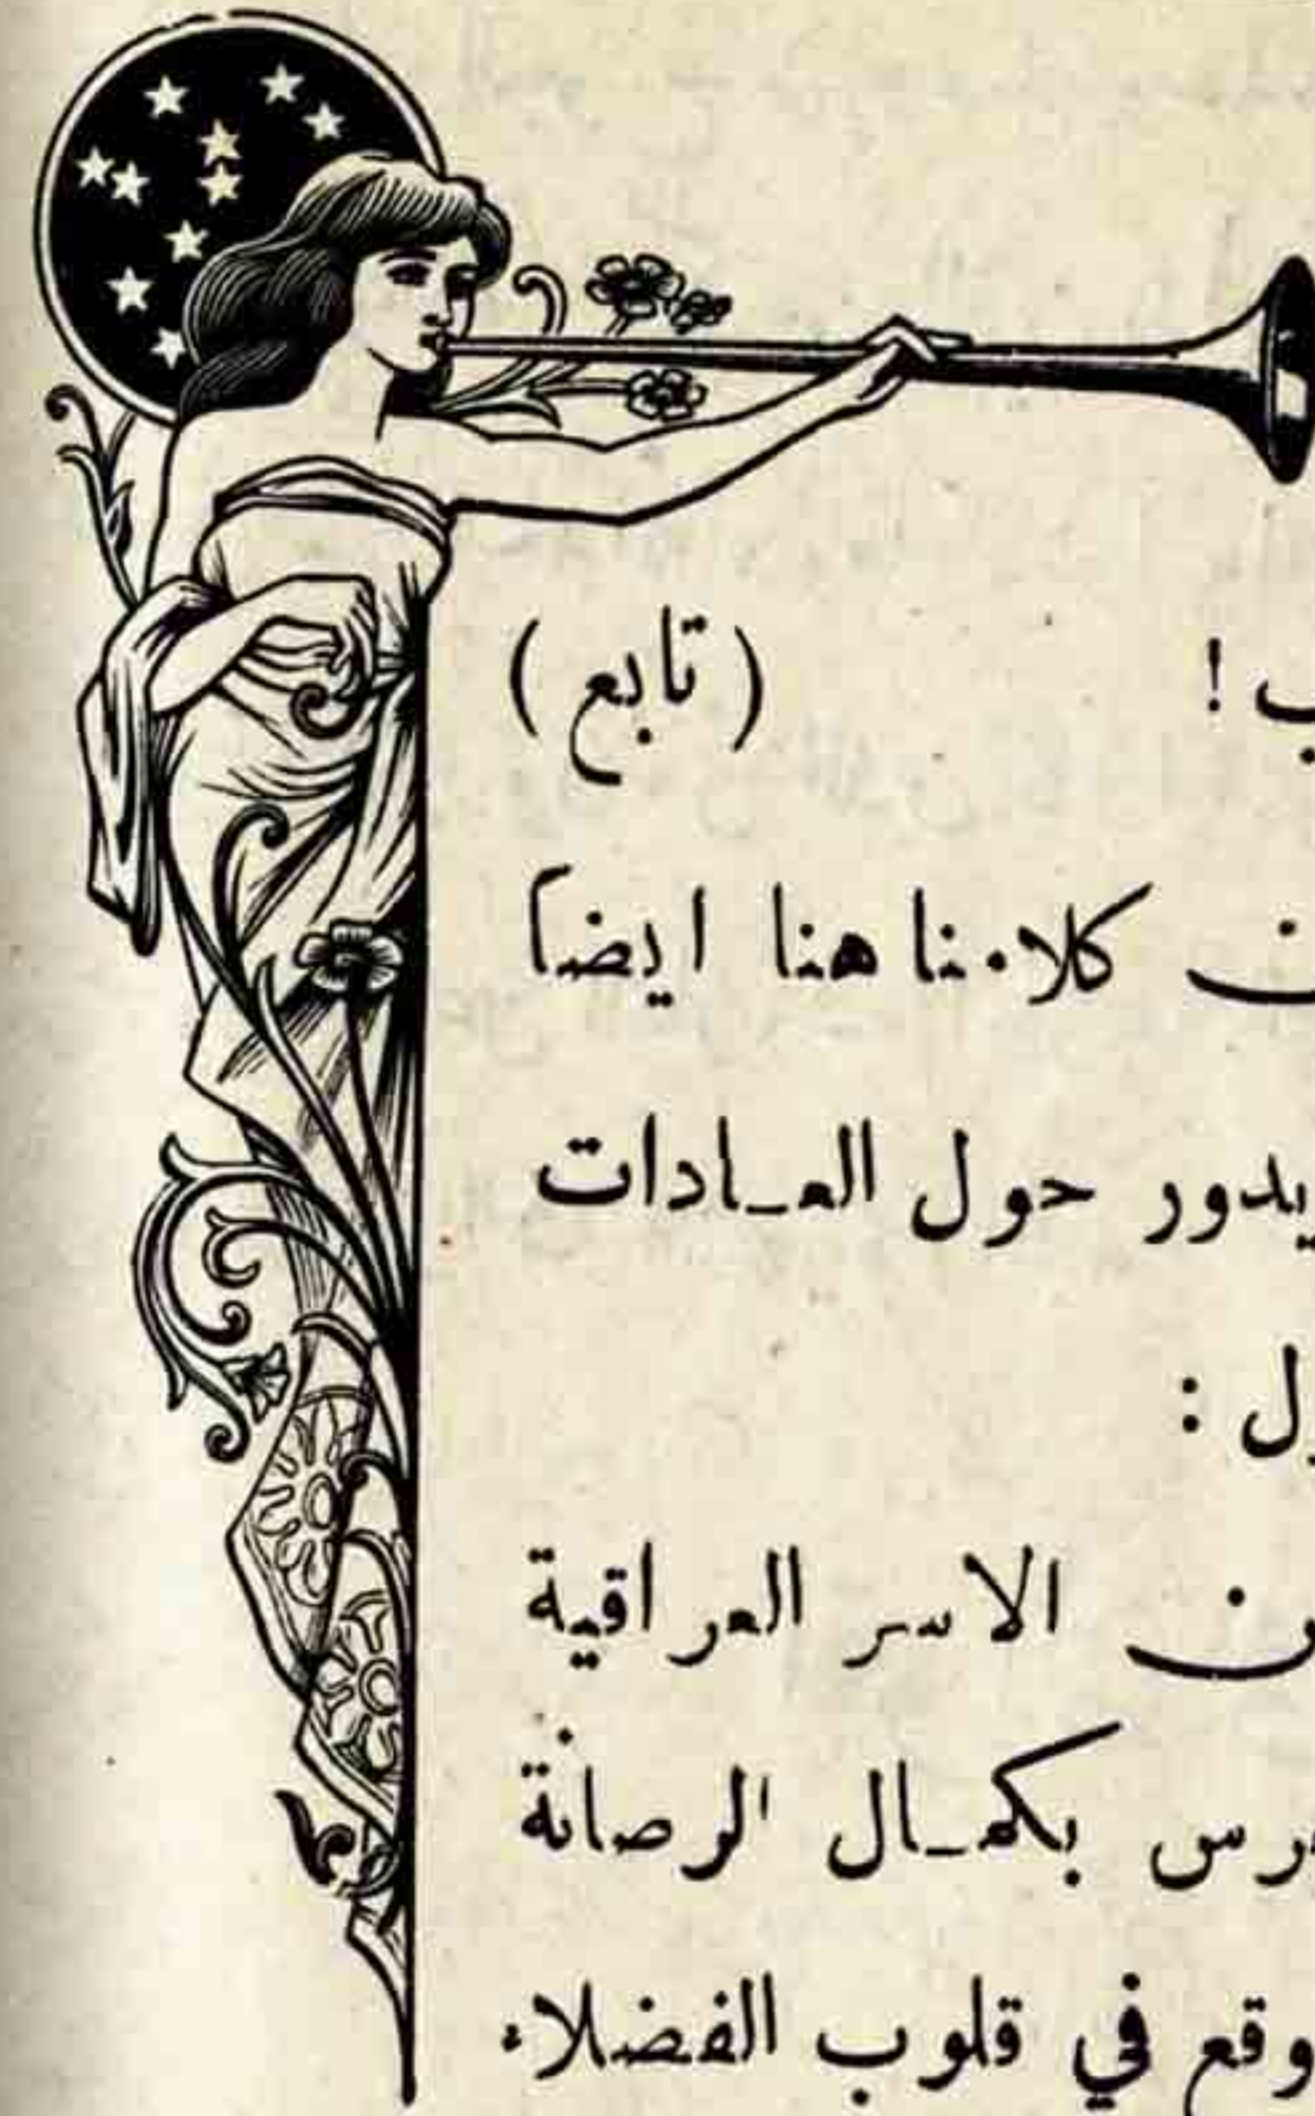 ! (تابع)
كلامنا هنا ايضاً
يدور حول العادات
:
الاسر العراقية
بكمال الرصانة
وقع في قلوب الفضلاء